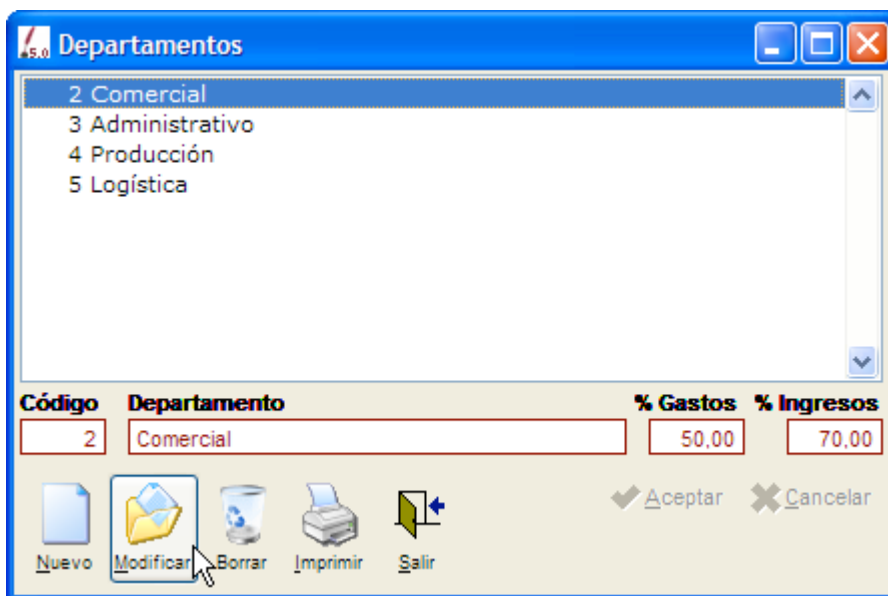 5.0 Departamentos
2 Comercial
3 Administrativo
4 Producción
5 Logística
Código Departamento % Gastos % Ingresos
2 Comercial 50,00 70,00
Aceptar Cancelar
Nuevo Modificar Borrar Imprimir Salir